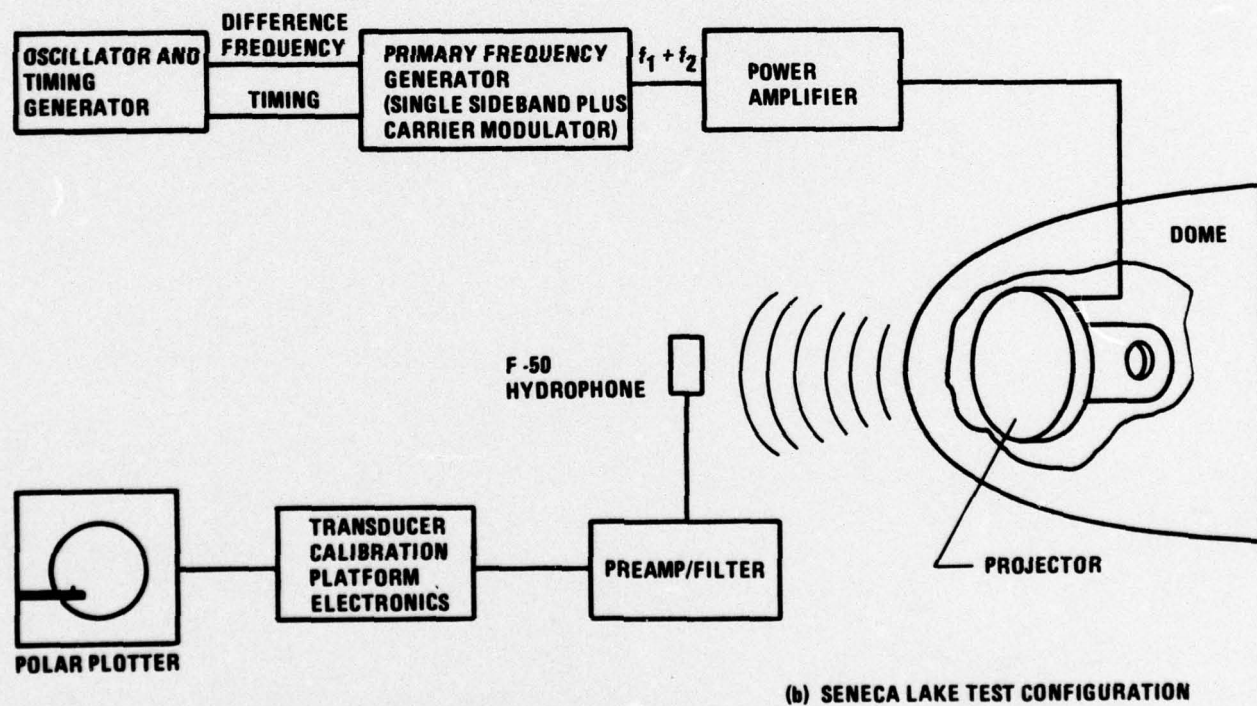 DIFFERENCE
FREQUENCY
OSCILLATOR AND
TIMING
GENERATOR
TIMING
PRIMARY FREQUENCY
GENERATOR
(SINGLE SIDEBAND PLUS
CARRIER MODULATOR)
f1 + f2
POWER
AMPLIFIER
DOME
F-50
HYDROPHONE
PROJECTOR
TRANSDUCER
CALIBRATION
PLATFORM
ELECTRONICS
PREAMP/FILTER
POLAR PLOTTER
(b) SENECA LAKE TEST CONFIGURATION